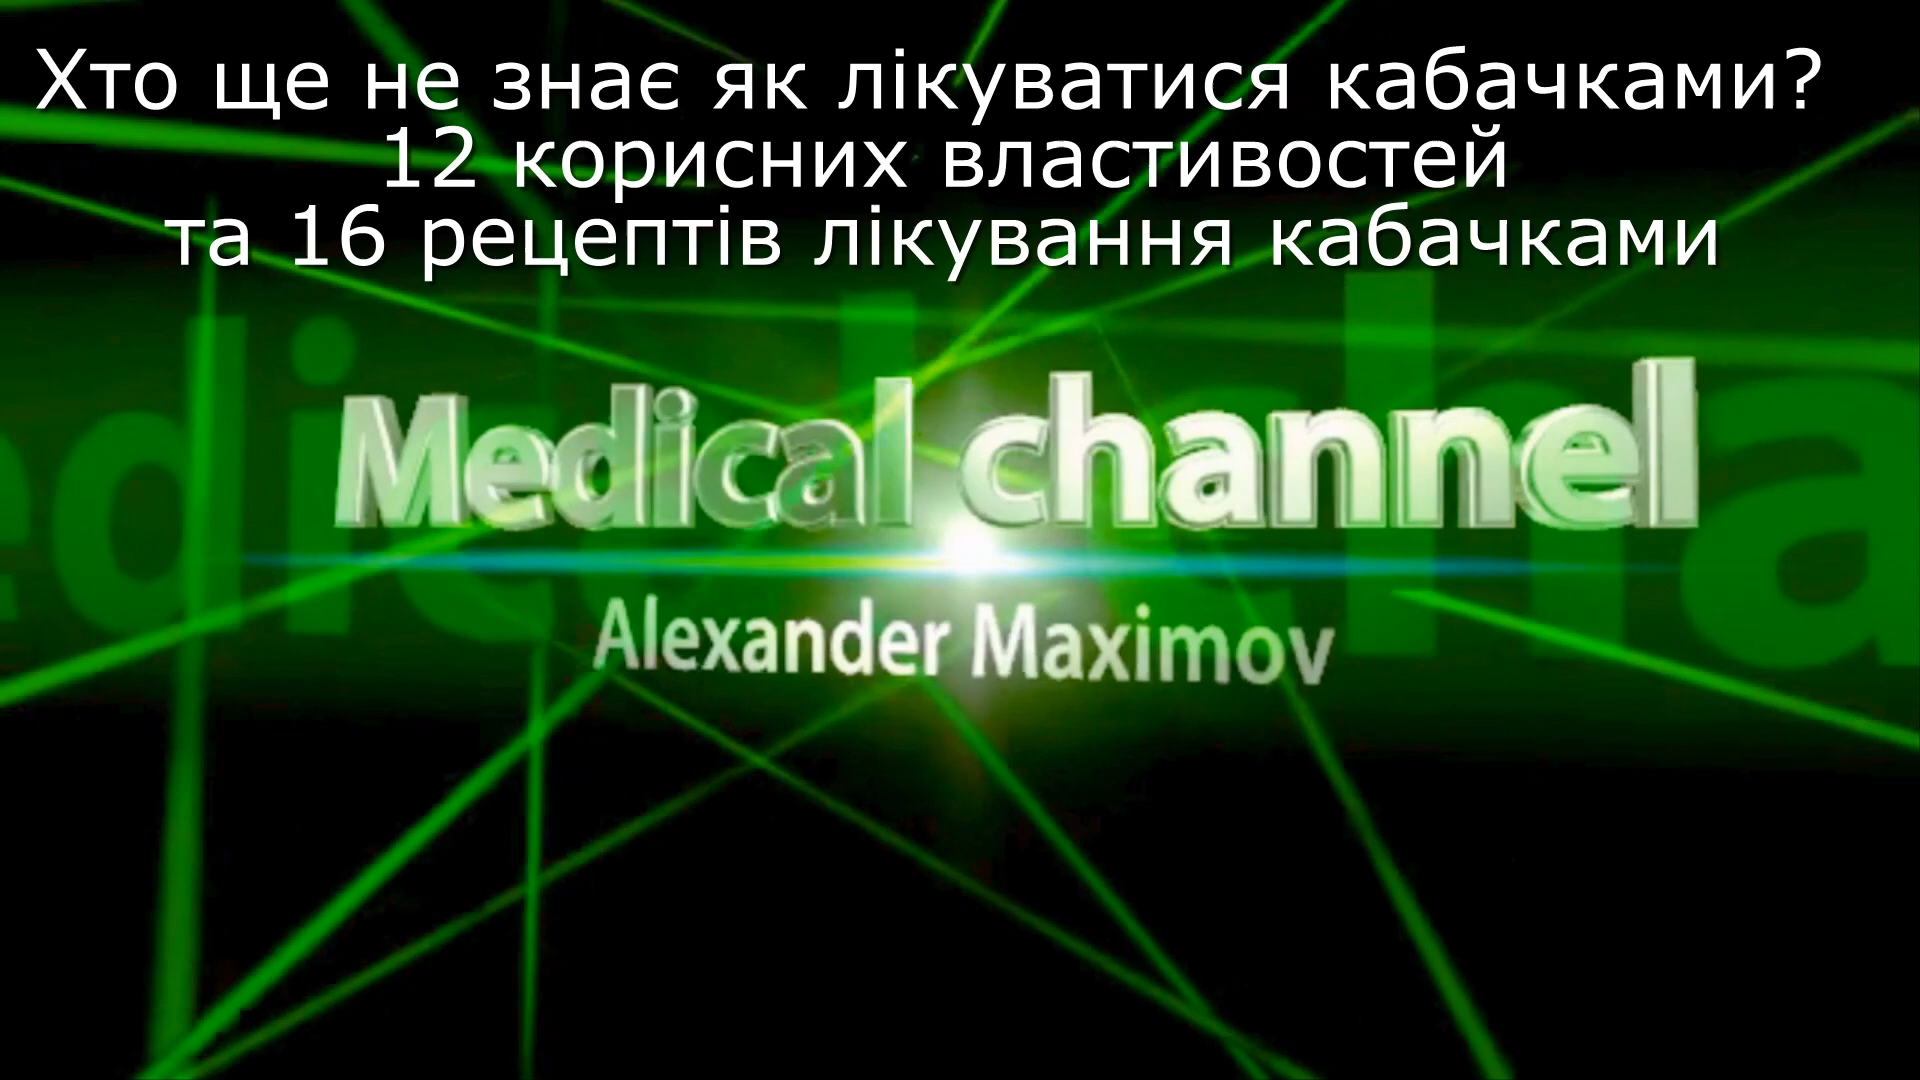 Хто ще не знає як лікуватися кабачками?
12 корисних властивостей
та 16 рецептів лікування кабачками
Medical channel
Alexander Maximov